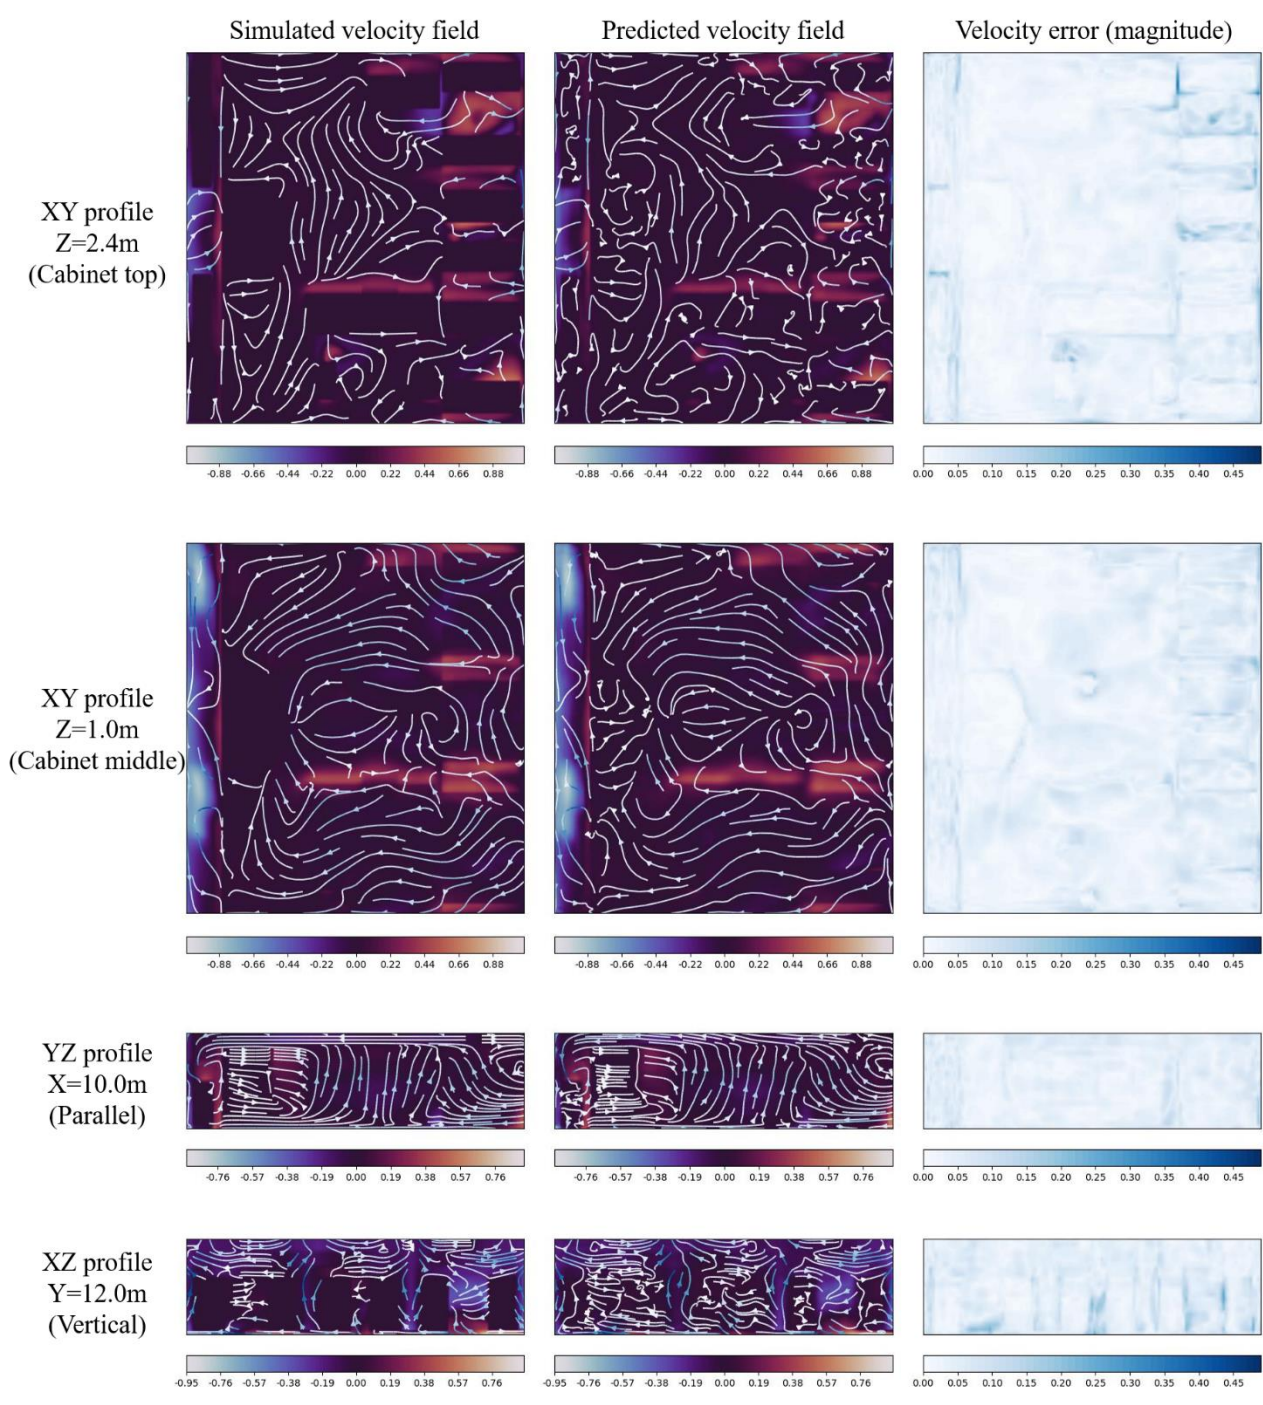 Simulated velocity field Predicted velocity field Velocity error (magnitude)
XY profile
Z=2.4m
(Cabinet top)
-0.88 -0.66 -0.44 -0.22 0.00 0.22 0.44 0.66 0.88
-0.88 -0.66 -0.44 -0.22 0.00 0.22 0.44 0.66 0.88
0.00 0.05 0.10 0.15 0.20 0.25 0.30 0.35 0.40 0.45
XY profile
Z=1.0m
(Cabinet middle)
-0.88 -0.66 -0.44 -0.22 0.00 0.22 0.44 0.66 0.88
-0.88 -0.66 -0.44 -0.22 0.00 0.22 0.44 0.66 0.88
0.00 0.05 0.10 0.15 0.20 0.25 0.30 0.35 0.40 0.45
YZ profile
X=10.0m
(Parallel)
-0.76 -0.57 -0.38 -0.19 0.00 0.19 0.38 0.57 0.76
-0.76 -0.57 -0.38 -0.19 0.00 0.19 0.38 0.57 0.76
0.00 0.05 0.10 0.15 0.20 0.25 0.30 0.35 0.40 0.45
XZ profile
Y=12.0m
(Vertical)
-0.95 -0.76 -0.57 -0.38 -0.19 0.00 0.19 0.38 0.57 0.76
-0.95 -0.76 -0.57 -0.38 -0.19 0.00 0.19 0.38 0.57 0.76
0.00 0.05 0.10 0.15 0.20 0.25 0.30 0.35 0.40 0.45